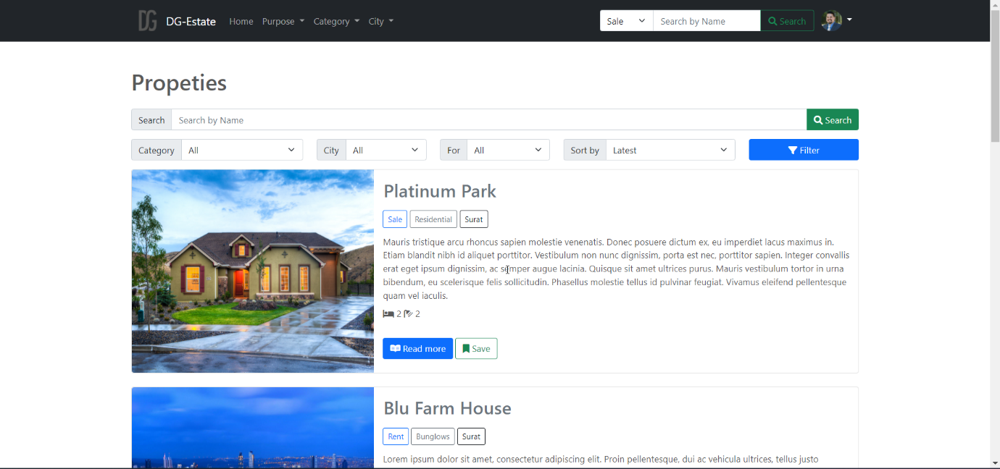 DG DG-Estate Home Purpose Category City Sale Search by Name Search
Propeties
Search Search by Name Search
Category All City All For All Sort by Latest Filter
Platinum Park
Sale Residential Surat
Mauris tristique arcu rhoncus sapien molestie venenatis. Donec posuere dictum ex, eu imperdiet lacus maximus in.
Etiam blandit nibh id aliquet porttitor. Vestibulum non nunc dignissim, porta est nec, porttitor sapien. Integer convallis
erat eget ipsum dignissim, ac semper augue lacinia. Quisque sit amet ultrices purus. Mauris vestibulum tortor in urna
bibendum, eu scelerisque felis sollicitudin. Phasellus molestie tellus id pulvinar feugiat. Vivamus eleifend pellentesque
quam vel iaculis.
2 2
Read more Save
Blu Farm House
Rent Bunglows Surat
Lorem ipsum dolor sit amet, consectetur adipiscing elit. Proin pellentesque, dui ac vehicula ultrices, tellus justo